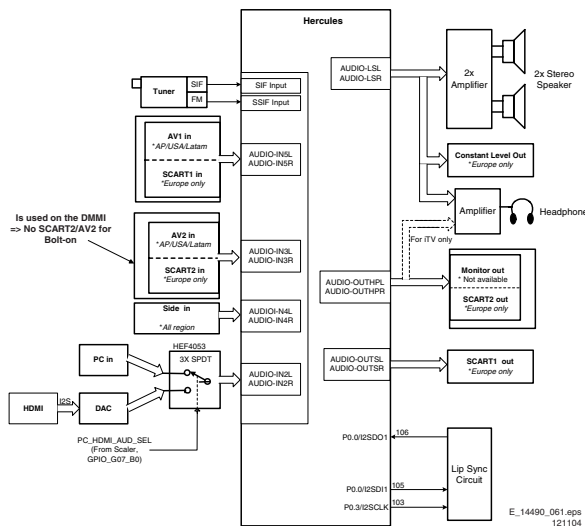 Hercules
Tuner
SIF
FM
SIF Input
SSIF Input
AV1 in
*AP/USA/Latam
SCART1 in
*Europe only
AUDIO-IN5L
AUDIO-IN5R
Is used on the DMMI
=> No SCART2/AV2 for
Bolt-on
AV2 in
*AP/USA/Latam
SCART2 in
*Europe only
AUDIO-IN3L
AUDIO-IN3R
Side in
*All region
AUDIO-IN4L
AUDIO-IN4R
PC in
HEF4053
3X SPDT
AUDIO-IN2L
AUDIO-IN2R
HDMI
I2S
DAC
PC_HDMI_AUD_SEL
(From Scaler,
GPIO_G07_B0)
AUDIO-LSL
AUDIO-LSR
2x
Amplifier
2x Stereo
Speaker
Constant Level Out
*Europe only
Amplifier
Headphone
For iTV only
AUDIO-OUTHPL
AUDIO-OUTHPR
Monitor out
* Not available
SCART2 out
*Europe only
AUDIO-OUTSL
AUDIO-OUTSR
SCART1 out
*Europe only
P0.0/I2SDO1
106
P0.0/I2SDI1
105
P0.3/I2SCLK
103
Lip Sync
Circuit
E_14490_061.eps
121104